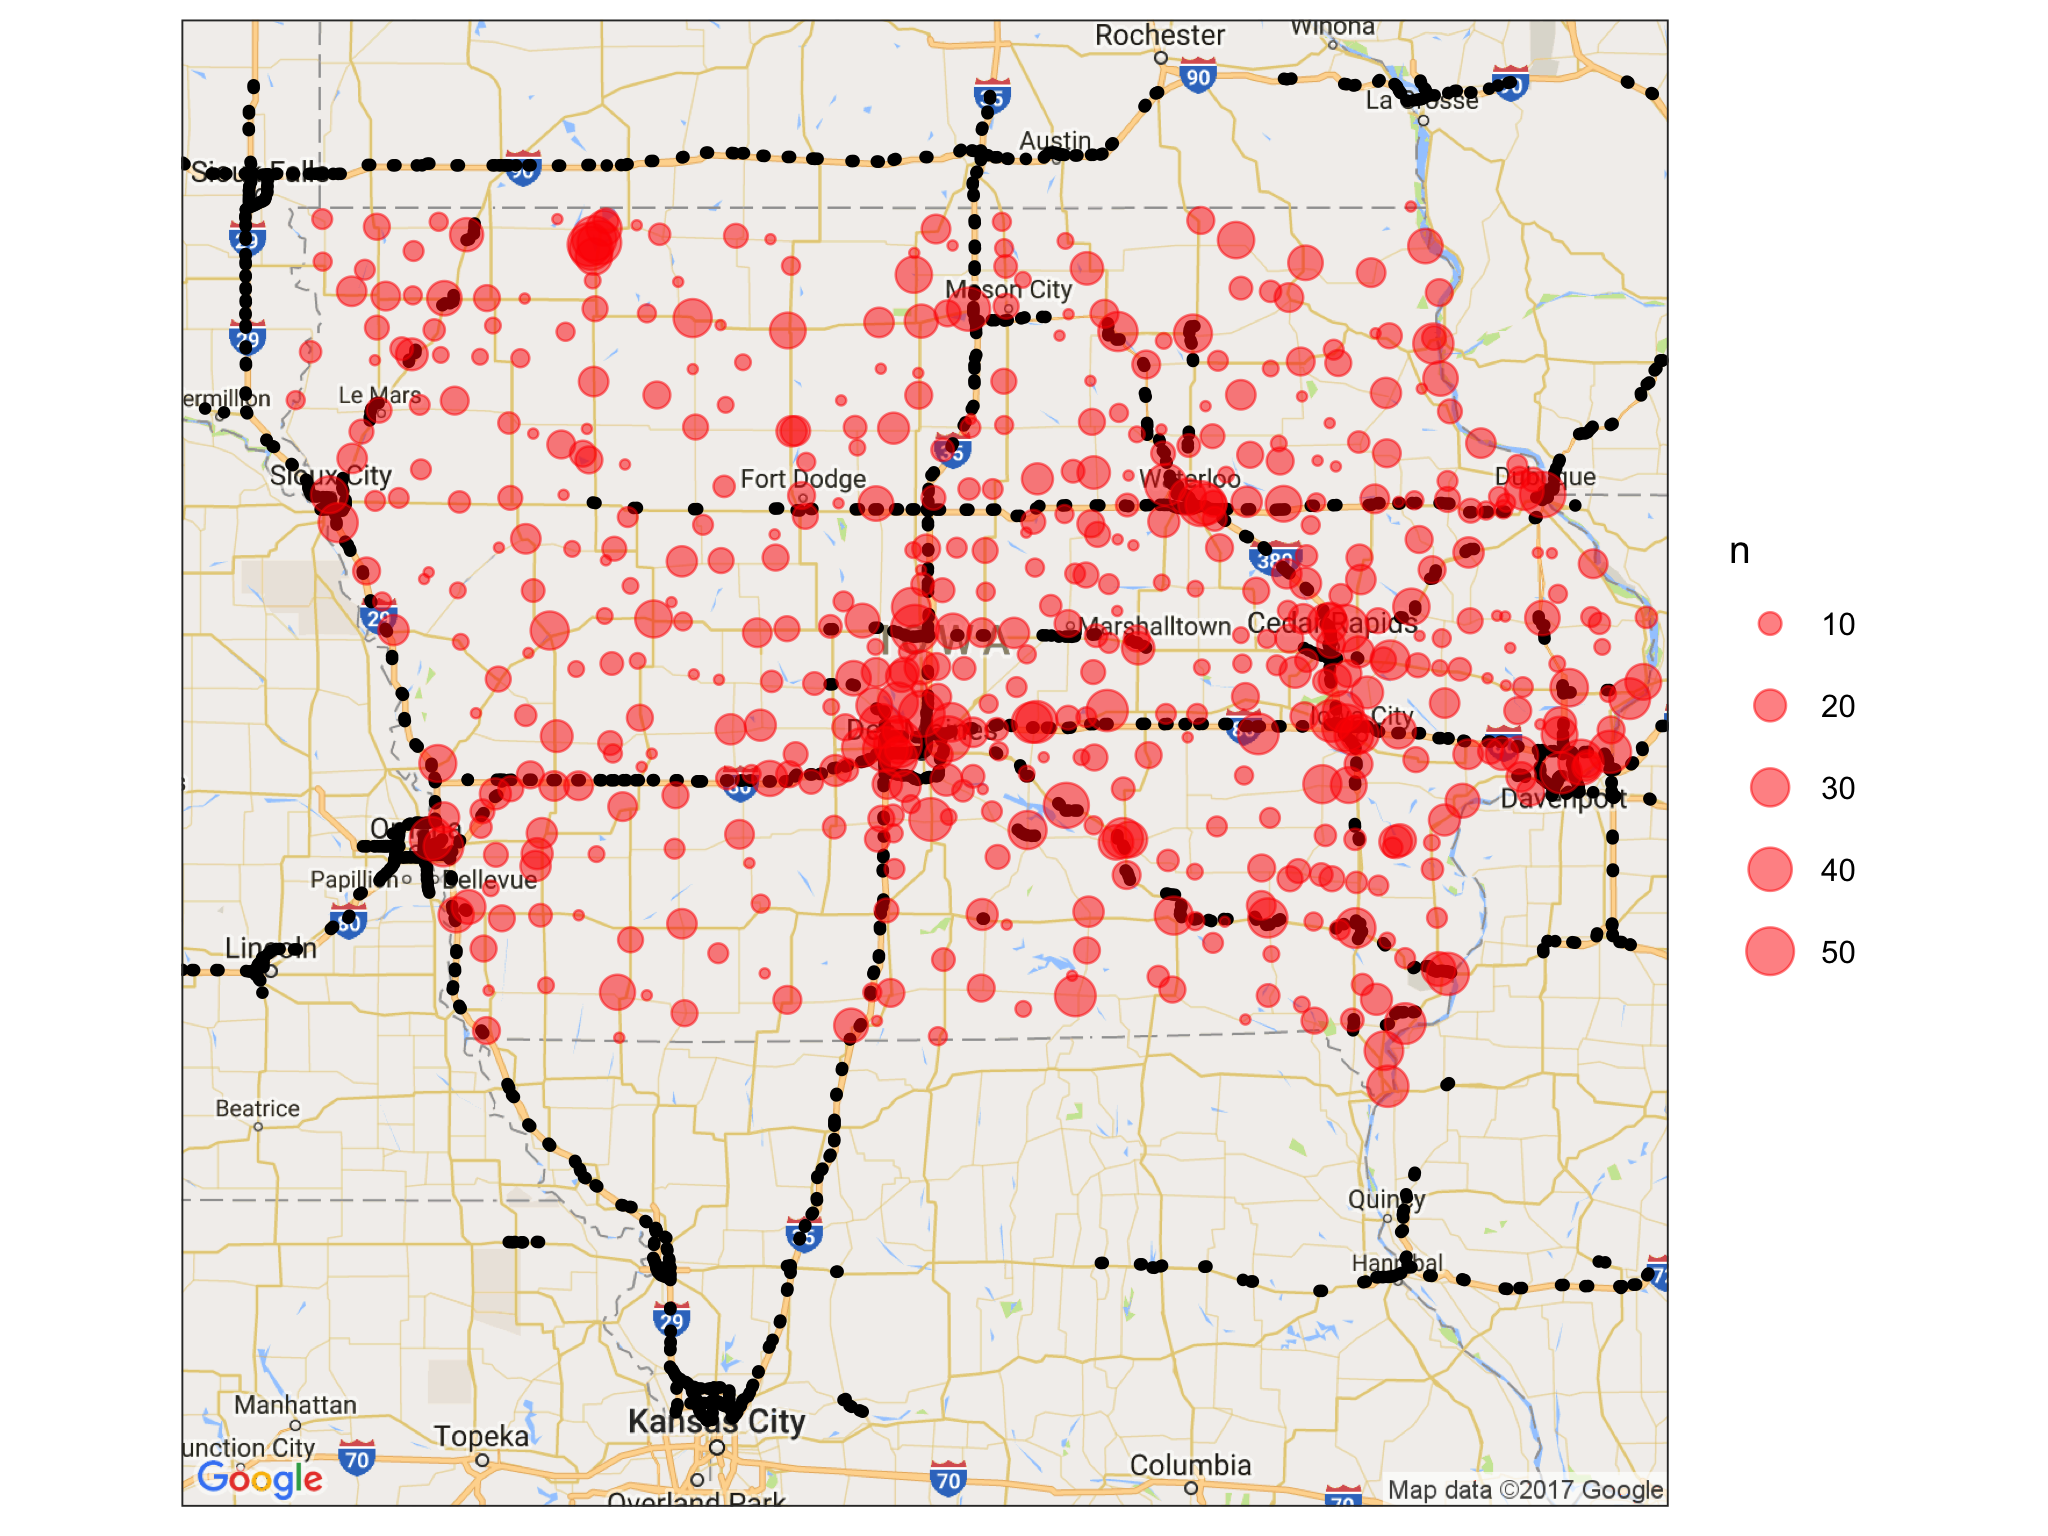 Winona
Rochester
90
35
90
La Crosse
Austin
Sioux Falls
90
29
Mason City
29
Le Mars
ermillion
35
Sioux City
Fort Dodge
Waterloo
Dubuque
n
380
29
Marshalltown
Cedar Rapids
10
IOWA
20
Iowa City
Des Moines
80
80
30
Davenport
Omaha
40
Papillion
Bellevue
80
50
Lincoln
Beatrice
Quincy
35
Hannibal
72
29
Manhattan
Kansas City
Topeka
unction City
70
Columbia
70
Google
Map data ©2017 Google
70
Overland Park